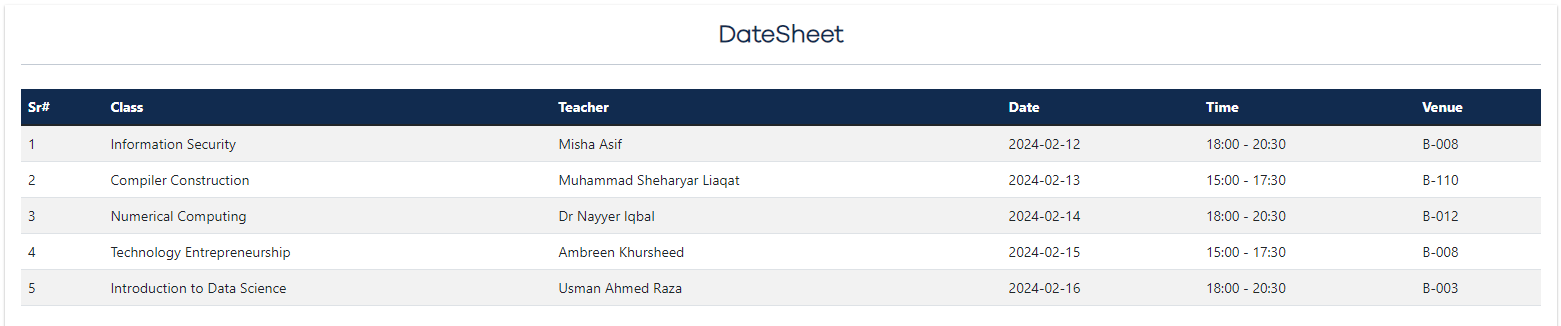 DateSheet
Sr# Class Teacher Date Time Venue
1 Information Security Misha Asif 2024-02-12 18:00 - 20:30 B-008
2 Compiler Construction Muhammad Sheharyar Liaqat 2024-02-13 15:00 - 17:30 B-110
3 Numerical Computing Dr Nayyer Iqbal 2024-02-14 18:00 - 20:30 B-012
4 Technology Entrepreneurship Ambreen Khursheed 2024-02-15 15:00 - 17:30 B-008
5 Introduction to Data Science Usman Ahmed Raza 2024-02-16 18:00 - 20:30 B-003